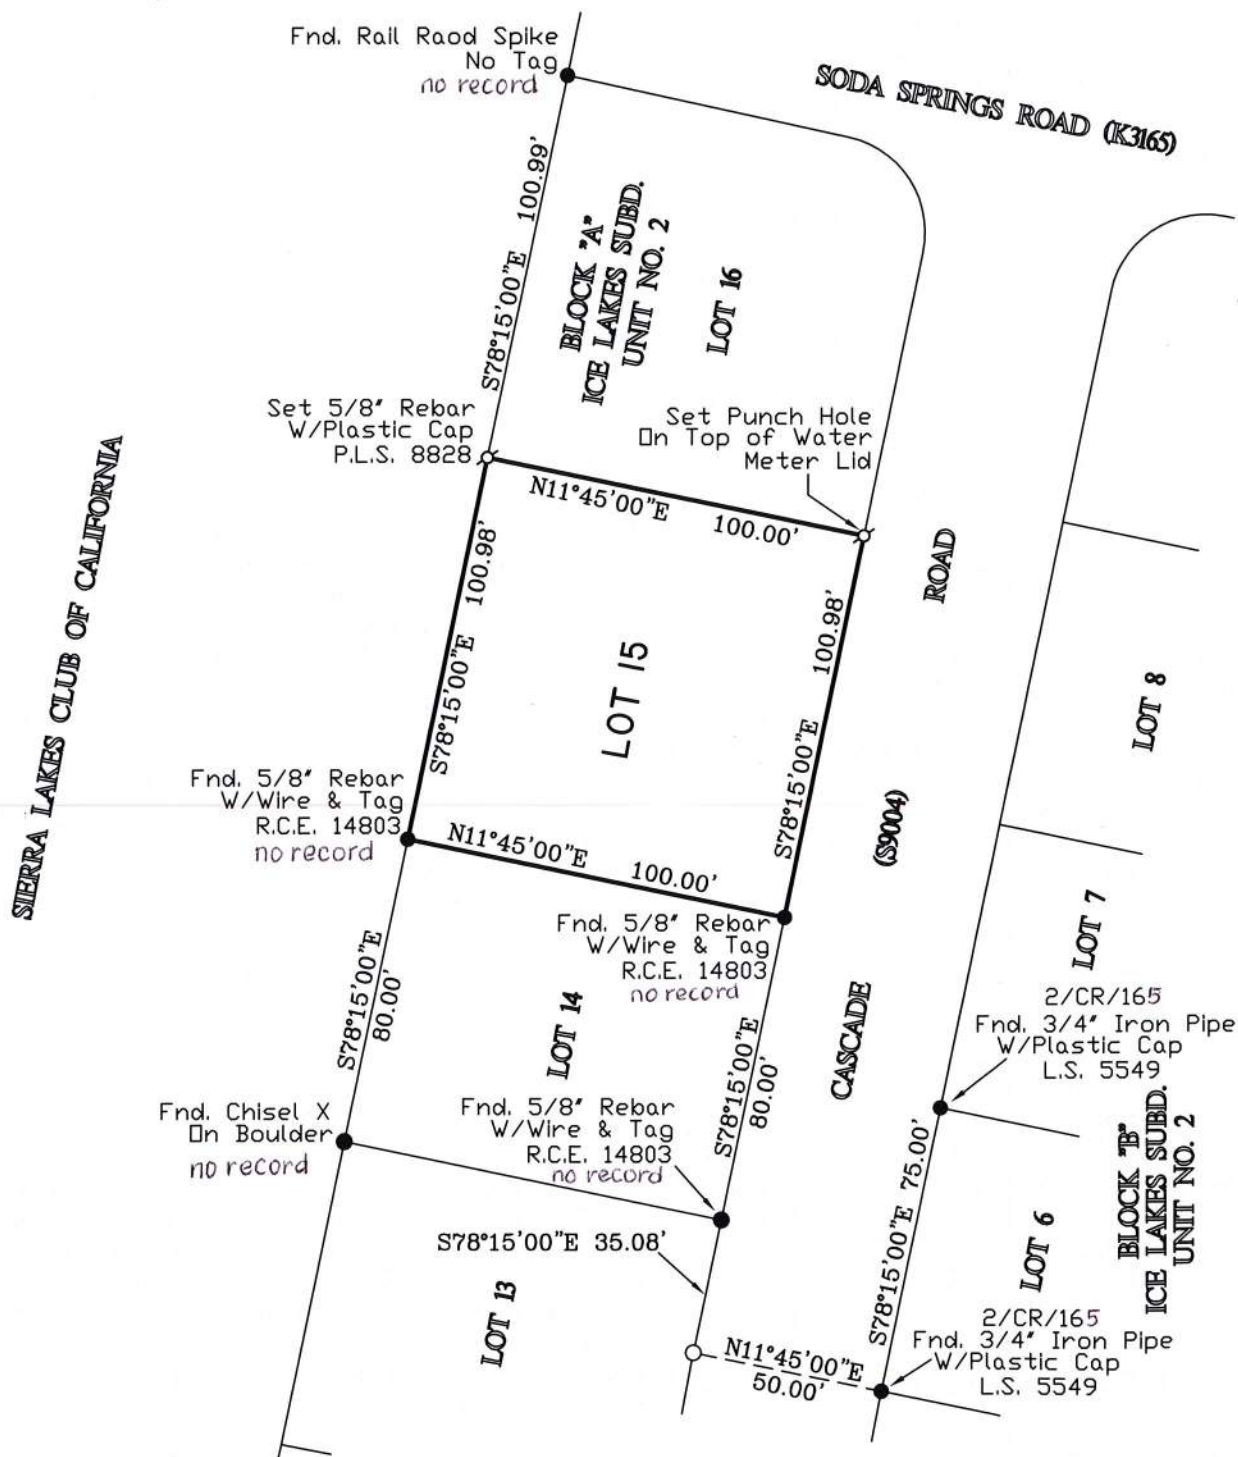 Fnd. Rail Raod Spike
No Tag
no record
SODA SPRINGS ROAD (K3165)
S78°15'00"E 100.99'
BLOCK "A"
ICE LAKES SUBD.
UNIT NO. 2
LOT 16
Set 5/8" Rebar
W/Plastic Cap
P.L.S. 8828
Set Punch Hole
On Top of Water
Meter Lid
N11°45'00"E 100.00'
SIERRA LAKES CLUB OF CALIFORNIA
S78°15'00"E 100.98'
LOT 15
S78°15'00"E 100.98'
CASCADE ROAD
(S9004)
LOT 8
Fnd. 5/8" Rebar
W/Wire & Tag
R.C.E. 14803
no record
N11°45'00"E 100.00'
Fnd. 5/8" Rebar
W/Wire & Tag
R.C.E. 14803
no record
LOT 7
S78°15'00"E
80.00'
LOT 14
S78°15'00"E
80.00'
2/CR/165
Fnd. 3/4" Iron Pipe
W/Plastic Cap
L.S. 5549
Fnd. Chisel X
On Boulder
no record
Fnd. 5/8" Rebar
W/Wire & Tag
R.C.E. 14803
no record
S78°15'00"E 75.00'
BLOCK "B"
ICE LAKES SUBD.
UNIT NO. 2
LOT 6
S78°15'00"E 35.08'
LOT 13
2/CR/165
Fnd. 3/4" Iron Pipe
W/Plastic Cap
L.S. 5549
N11°45'00"E
50.00'